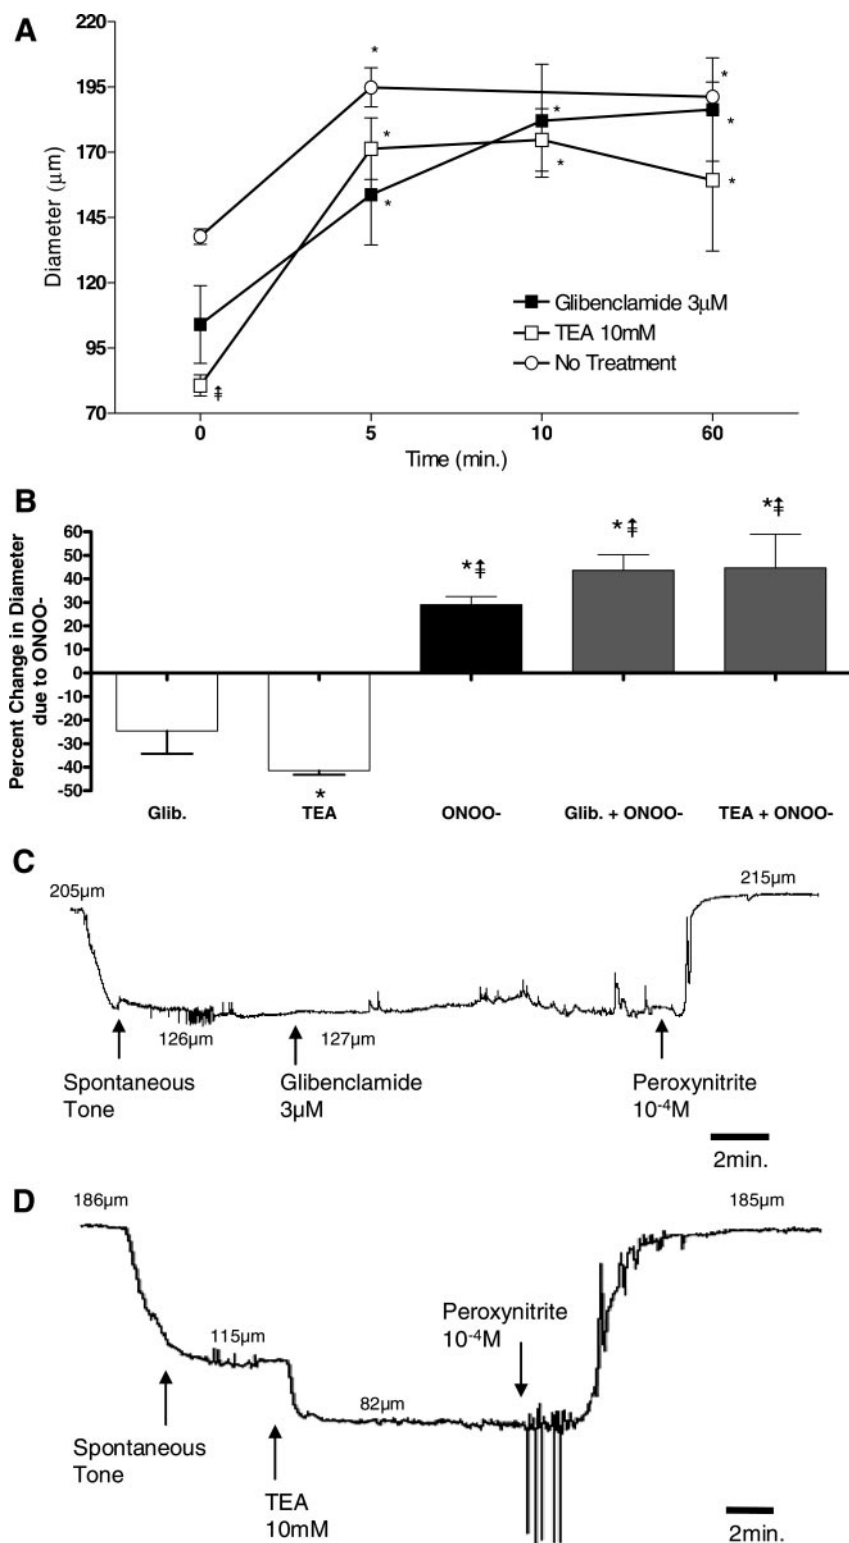 A
220
195
170
145
120
95
70
Diameter (μm)
*
*
*
*
*
*
*
*
⤉
Glibenclamide 3μM
TEA 10mM
No Treatment
0 5 10 60
Time (min.)
B
Percent Change in Diameter
due to ONOO-
60
50
40
30
20
10
0
-10
-20
-30
-40
-50
*
*⤉
*⤉
*⤉
Glib. TEA ONOO- Glib. + ONOO- TEA + ONOO-
C
205μm
215μm
126μm
127μm
Spontaneous
Tone
Glibenclamide
3μM
Peroxynitrite
10⁻⁴M
2min.
D
186μm
185μm
Peroxynitrite
10⁻⁴M
115μm
82μm
Spontaneous
Tone
TEA
10mM
2min.